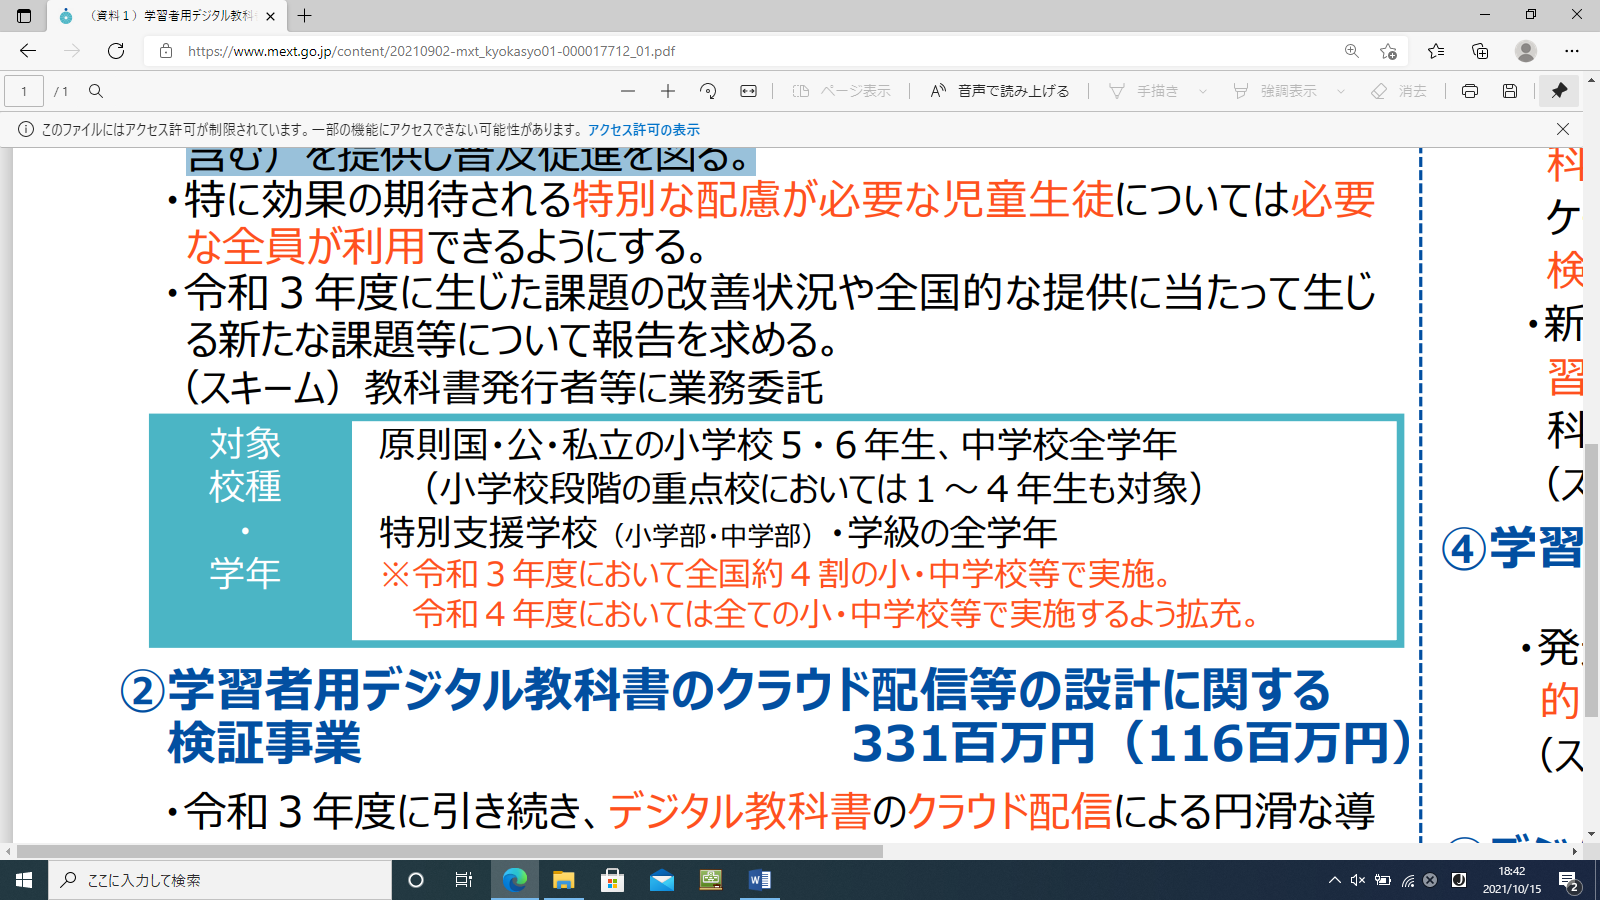 （資料１）学習者用デジタル教科
https://www.mext.go.jp/content/20210902-mxt_kyokasyo01-000017712_01.pdf
1 / 1
ページ表示
音声で読み上げる
手描き
強調表示
消去
このファイルにはアクセス許可が制限されています。一部の機能にアクセスできない可能性があります。 アクセス許可の表示
含む）を提供し普及促進を図る。
・特に効果の期待される特別な配慮が必要な児童生徒については必要
な全員が利用できるようにする。
・令和３年度に生じた課題の改善状況や全国的な提供に当たって生じ
る新たな課題等について報告を求める。
（スキーム）教科書発行者等に業務委託
対象
校種
・
学年
原則国・公・私立の小学校５・６年生、中学校全学年
（小学校段階の重点校においては１～４年生も対象）
特別支援学校（小学部・中学部）・学級の全学年
※令和３年度において全国約４割の小・中学校等で実施。
令和４年度においては全ての小・中学校等で実施するよう拡充。
②学習者用デジタル教科書のクラウド配信等の設計に関する
検証事業 331百万円（116百万円）
・令和３年度に引き続き、デジタル教科書のクラウド配信による円滑な導
科
ケ
検
・新
習
科
（ス
④学習
・発
的
（ス
ここに入力して検索
18:42
2021/10/15
2